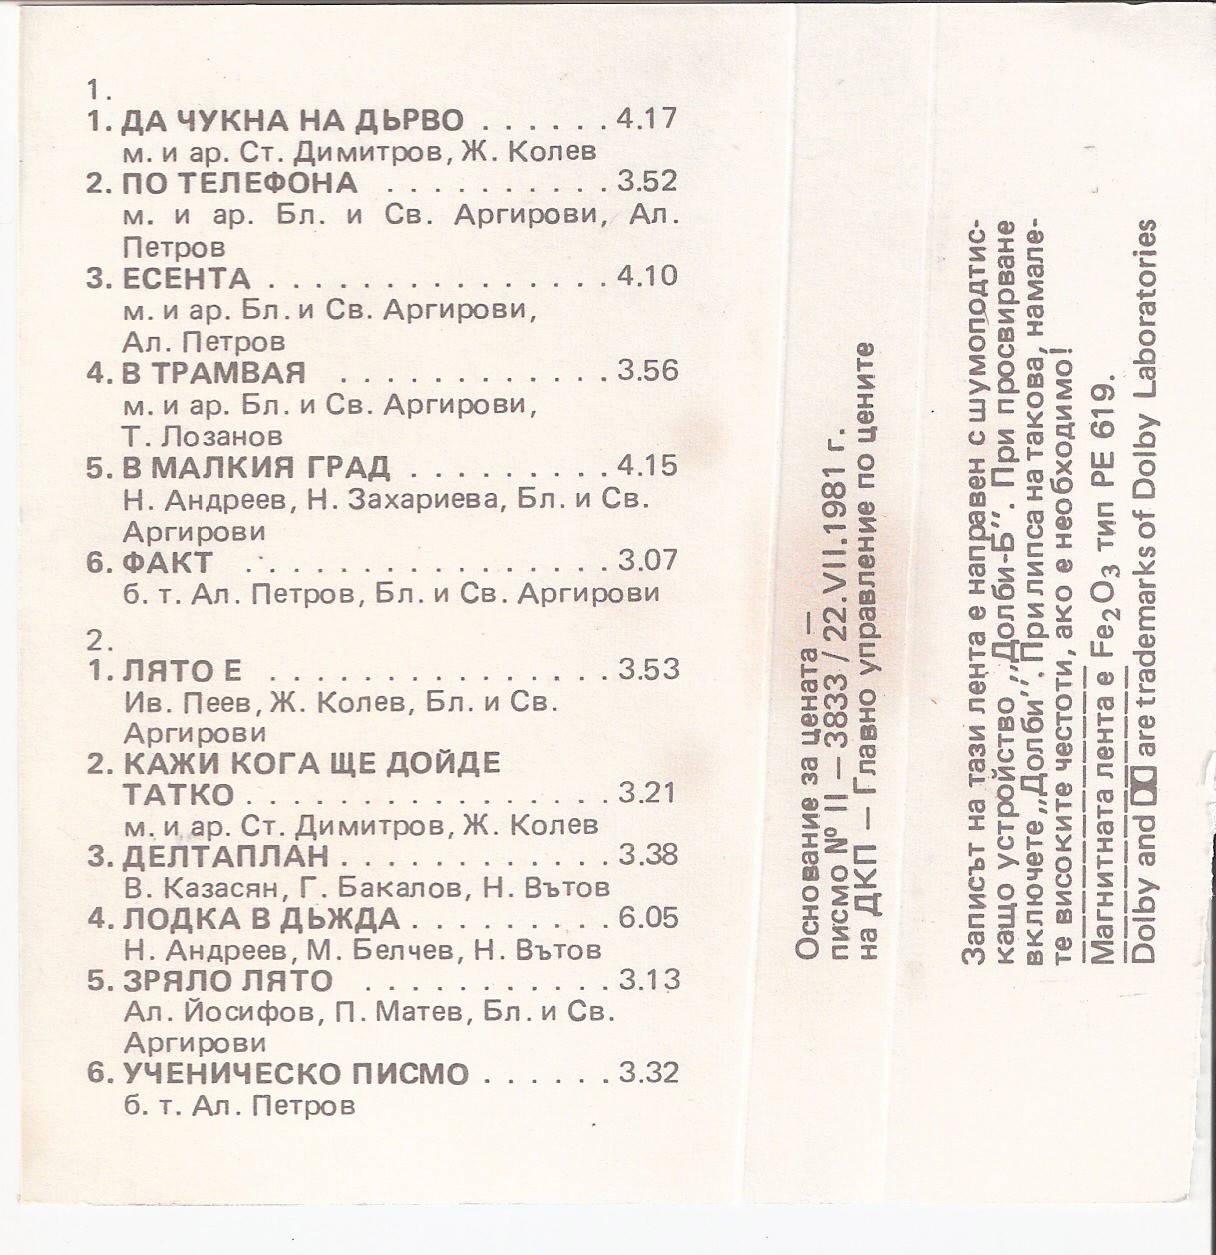 1.
1. ДА ЧУКНА НА ДЪРВО . . . . . . 4.17
м. и ар. Ст. Димитров, Ж. Колев
2. ПО ТЕЛЕФОНА . . . . . . . . . . 3.52
м. и ар. Бл. и Св. Аргирови, Ал.
Петров
3. ЕСЕНТА . . . . . . . . . . . . . . . . 4.10
м. и ар. Бл. и Св. Аргирови,
Ал. Петров
4. В ТРАМВАЯ . . . . . . . . . . . . 3.56
м. и ар. Бл. и Св. Аргирови,
Т. Лозанов
5. В МАЛКИЯ ГРАД . . . . . . . . . 4.15
Н. Андреев, Н. Захариева, Бл. и Св.
Аргирови
6. ФАКТ . . . . . . . . . . . . . . . . . 3.07
б. т. Ал. Петров, Бл. и Св. Аргирови
2.
1. ЛЯТО Е . . . . . . . . . . . . . . . . 3.53
Ив. Пеев, Ж. Колев, Бл. и Св.
Аргирови
2. КАЖИ КОГА ЩЕ ДОЙДЕ
ТАТКО . . . . . . . . . . . . . . . . . 3.21
м. и ар. Ст. Димитров, Ж. Колев
3. ДЕЛТАПЛАН . . . . . . . . . . . . . 3.38
В. Казасян, Г. Бакалов, Н. Вътов
4. ЛОДКА В ДЪЖДА . . . . . . . . . 6.05
Н. Андреев, М. Белчев, Н. Вътов
5. ЗРЯЛО ЛЯТО . . . . . . . . . . . 3.13
Ал. Йосифов, П. Матев, Бл. и Св.
Аргирови
6. УЧЕНИЧЕСКО ПИСМО . . . . . . 3.32
б. т. Ал. Петров
Основание за цената —
писмо № II — 3833 / 22.VII.1981 г.
на ДКП — Главно управление по цените
Записът на тази лента е направен с шумоподтис-
кащо устройство „Долби-Б”. При просвирване
включете „Долби”. При липса на такова, намале-
те високите честоти, ако е необходимо!
Магнитната лента е Fe2O3 тип PE 619.
Dolby and DD are trademarks of Dolby Laboratories